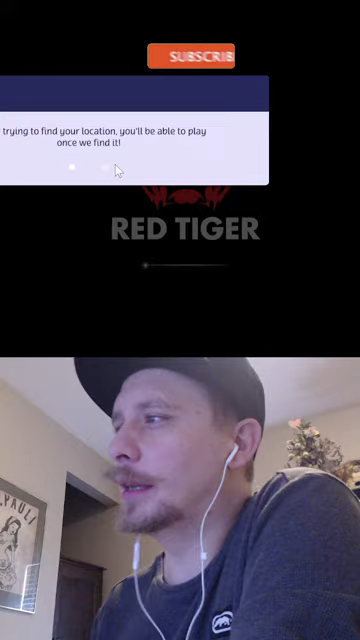 SUBSCRIB
trying to find your location, you'll be able to play
once we find it!
RED TIGER